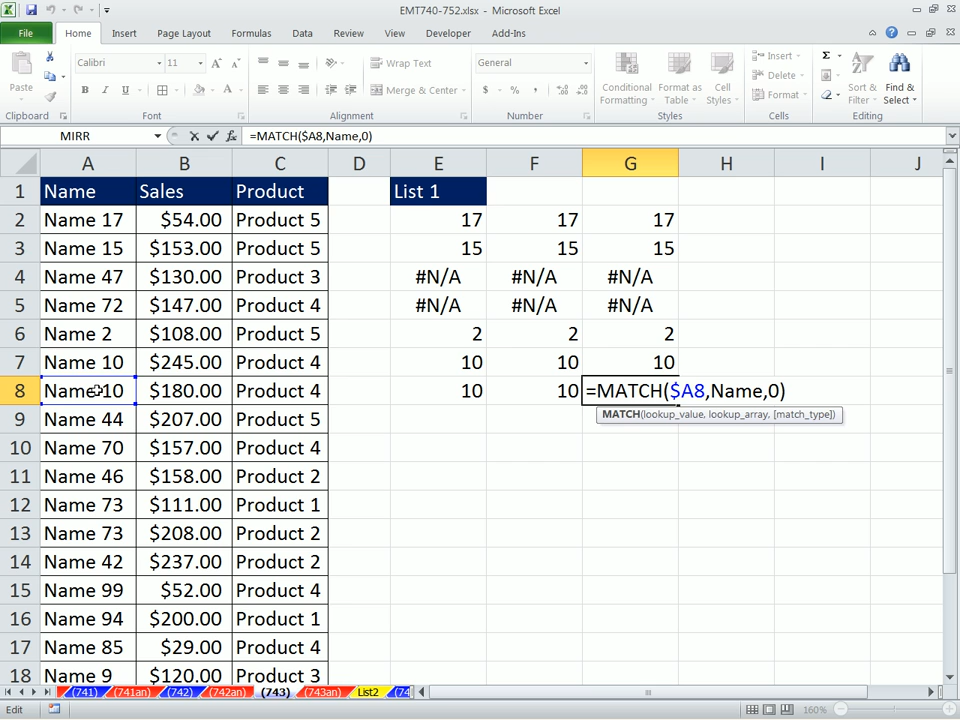 EMT740-752.xlsx - Microsoft Excel
File Home Insert Page Layout Formulas Data Review View Developer Add-Ins
Paste Calibri 11 Wrap Text General Conditional Formatting Format as Table Cell Styles Insert Σ Sort & Filter Find & Select
B I U Merge & Center $ % , Delete
Format
Clipboard Font Alignment Number Styles Cells Editing
MIRR =MATCH($A8,Name,0)
A B C D E F G H I J
1 Name Sales Product List 1
2 Name 17 $54.00 Product 5 17 17 17
3 Name 15 $153.00 Product 5 15 15 15
4 Name 47 $130.00 Product 3 #N/A #N/A #N/A
5 Name 72 $147.00 Product 4 #N/A #N/A #N/A
6 Name 2 $108.00 Product 5 2 2 2
7 Name 10 $245.00 Product 4 10 10 10
8 Name 10 $180.00 Product 4 10 10 =MATCH($A8,Name,0)
MATCH(lookup_value, lookup_array, [match_type])
9 Name 44 $207.00 Product 5
10 Name 70 $157.00 Product 4
11 Name 46 $158.00 Product 2
12 Name 73 $111.00 Product 1
13 Name 73 $208.00 Product 2
14 Name 42 $237.00 Product 2
15 Name 99 $52.00 Product 4
16 Name 94 $200.00 Product 1
17 Name 85 $29.00 Product 4
18 Name 9 $120.00 Product 3
(741) (741an) (742) (742an) (743) (743an) List2 (74
Edit 160%